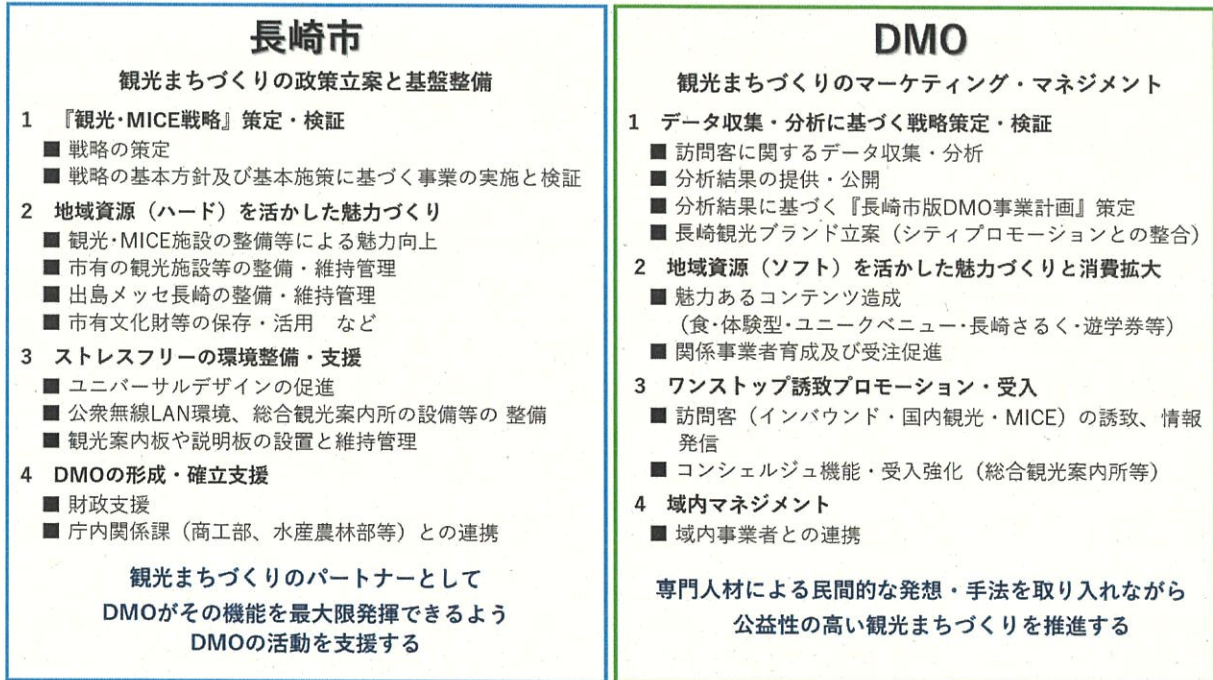 長崎市
観光まちづくりの政策立案と基盤整備
1 『観光･MICE戦略』策定・検証
■ 戦略の策定
■ 戦略の基本方針及び基本施策に基づく事業の実施と検証
2 地域資源（ハード）を活かした魅力づくり
■ 観光･MICE施設の整備等による魅力向上
■ 市有の観光施設等の整備・維持管理
■ 出島メッセ長崎の整備・維持管理
■ 市有文化財等の保存・活用　など
3 ストレスフリーの環境整備・支援
■ ユニバーサルデザインの促進
■ 公衆無線LAN環境、総合観光案内所の設備等の 整備
■ 観光案内板や説明板の設置と維持管理
4 DMOの形成・確立支援
■ 財政支援
■ 庁内関係課（商工部、水産農林部等）との連携
観光まちづくりのパートナーとして
DMOがその機能を最大限発揮できるよう
DMOの活動を支援する
DMO
観光まちづくりのマーケティング・マネジメント
1 データ収集・分析に基づく戦略策定・検証
■ 訪問客に関するデータ収集・分析
■ 分析結果の提供・公開
■ 分析結果に基づく『長崎市版DMO事業計画』策定
■ 長崎観光ブランド立案（シティプロモーションとの整合）
2 地域資源（ソフト）を活かした魅力づくりと消費拡大
■ 魅力あるコンテンツ造成
（食･体験型･ユニークベニュー･長崎さるく･遊学券等）
■ 関係事業者育成及び受注促進
3 ワンストップ誘致プロモーション・受入
■ 訪問客（インバウンド・国内観光・MICE）の誘致、情報
発信
■ コンシェルジュ機能・受入強化（総合観光案内所等）
4 域内マネジメント
■ 域内事業者との連携
専門人材による民間的な発想・手法を取り入れながら
公益性の高い観光まちづくりを推進する